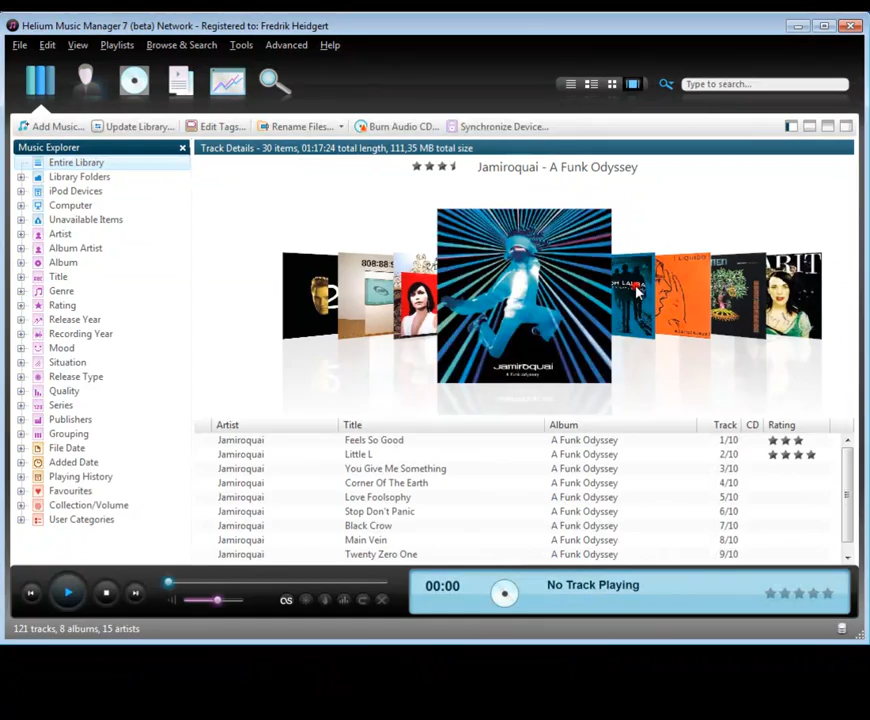 Helium Music Manager 7 (beta) Network - Registered to: Fredrik Heidgert
File Edit View Playlists Browse & Search Tools Advanced Help
Type to search...
Add Music... Update Library... Edit Tags... Rename Files... Burn Audio CD... Synchronize Device...
Music Explorer
Track Details - 30 items, 01:17:24 total length, 111,35 MB total size
Entire Library
Library Folders
iPod Devices
Computer
Unavailable Items
Artist
Album Artist
Album
Title
Genre
Rating
Release Year
Recording Year
Mood
Situation
Release Type
Quality
Series
Publishers
Grouping
File Date
Added Date
Playing History
Favourites
Collection/Volume
User Categories
Jamiroquai - A Funk Odyssey
Jamiroquai
A Funk odyssey
Artist Title Album Track CD Rating
Jamiroquai Feels So Good A Funk Odyssey 1/10
Jamiroquai Little L A Funk Odyssey 2/10
Jamiroquai You Give Me Something A Funk Odyssey 3/10
Jamiroquai Corner Of The Earth A Funk Odyssey 4/10
Jamiroquai Love Foolsophy A Funk Odyssey 5/10
Jamiroquai Stop Don't Panic A Funk Odyssey 6/10
Jamiroquai Black Crow A Funk Odyssey 7/10
Jamiroquai Main Vein A Funk Odyssey 8/10
Jamiroquai Twenty Zero One A Funk Odyssey 9/10
00:00 No Track Playing
121 tracks, 8 albums, 15 artists